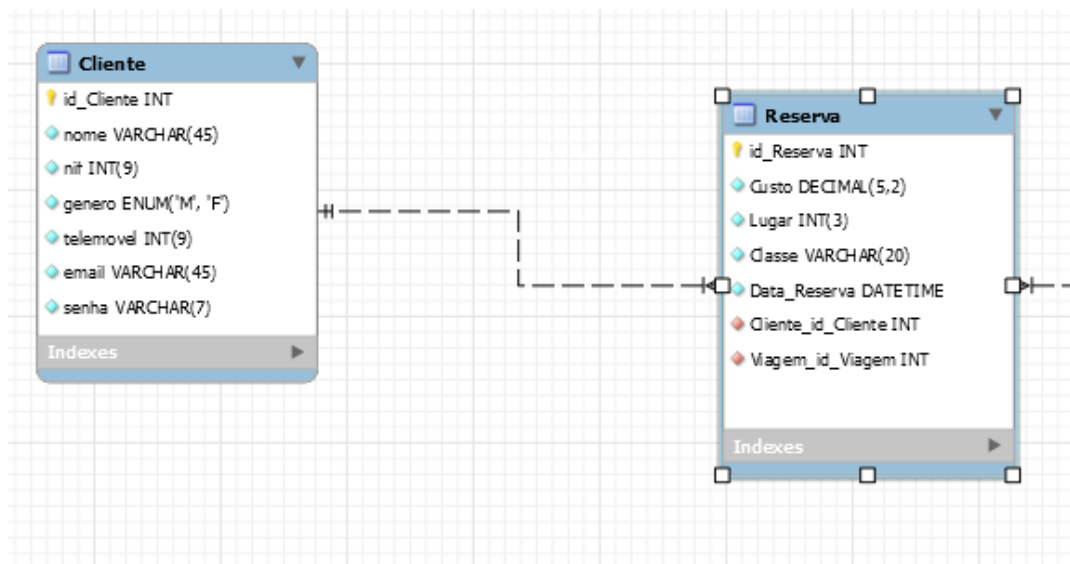 Cliente
id_Cliente INT
nome VARCHAR(45)
nif INT(9)
genero ENUM('M', 'F')
telemovel INT(9)
email VARCHAR(45)
senha VARCHAR(7)
Indexes
Reserva
id_Reserva INT
Custo DECIMAL(5,2)
Lugar INT(3)
Classe VARCHAR(20)
Data_Reserva DATETIME
Cliente_id_Cliente INT
Viagem_id_Viagem INT
Indexes